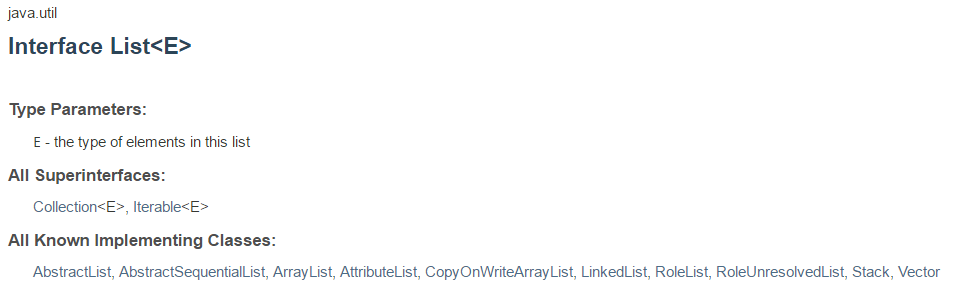 java.util
Interface List<E>
Type Parameters:
E - the type of elements in this list
All Superinterfaces:
Collection<E>, Iterable<E>
All Known Implementing Classes:
AbstractList, AbstractSequentialList, ArrayList, AttributeList, CopyOnWriteArrayList, LinkedList, RoleList, RoleUnresolvedList, Stack, Vector